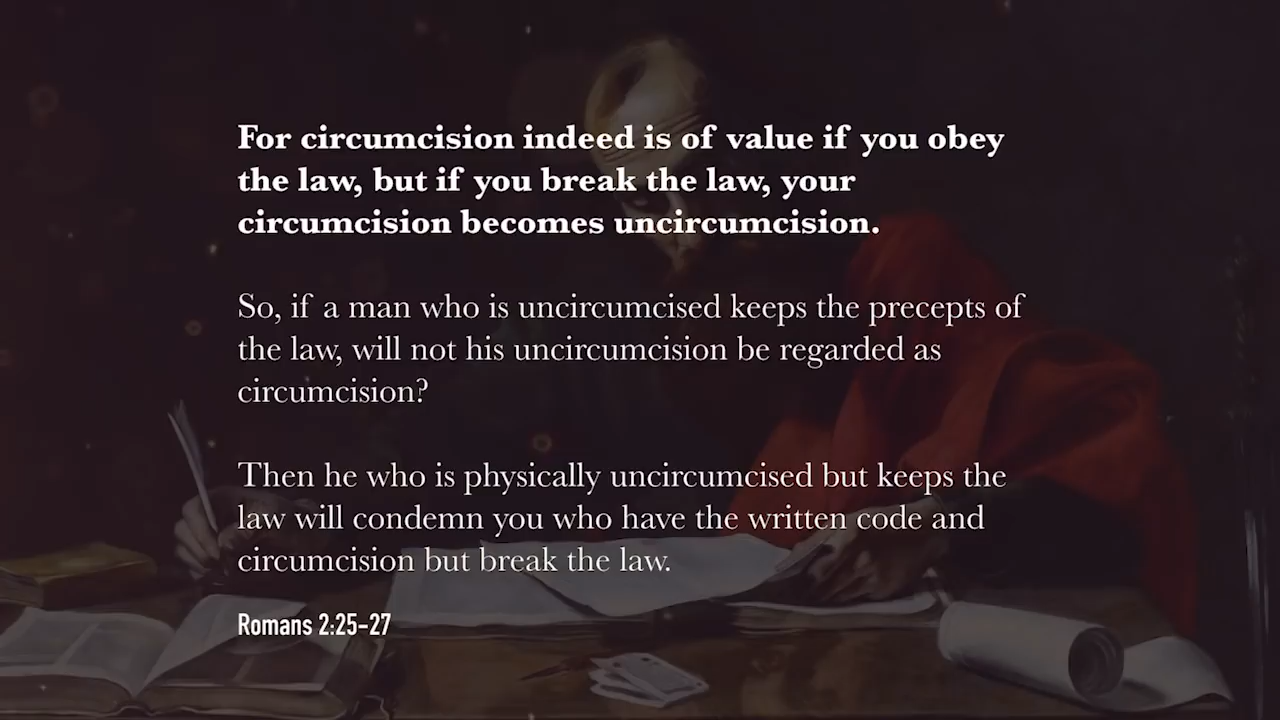 For circumcision indeed is of value if you obey
the law, but if you break the law, your
circumcision becomes uncircumcision.
So, if a man who is uncircumcised keeps the precepts of
the law, will not his uncircumcision be regarded as
circumcision?
Then he who is physically uncircumcised but keeps the
law will condemn you who have the written code and
circumcision but break the law.
Romans 2:25-27